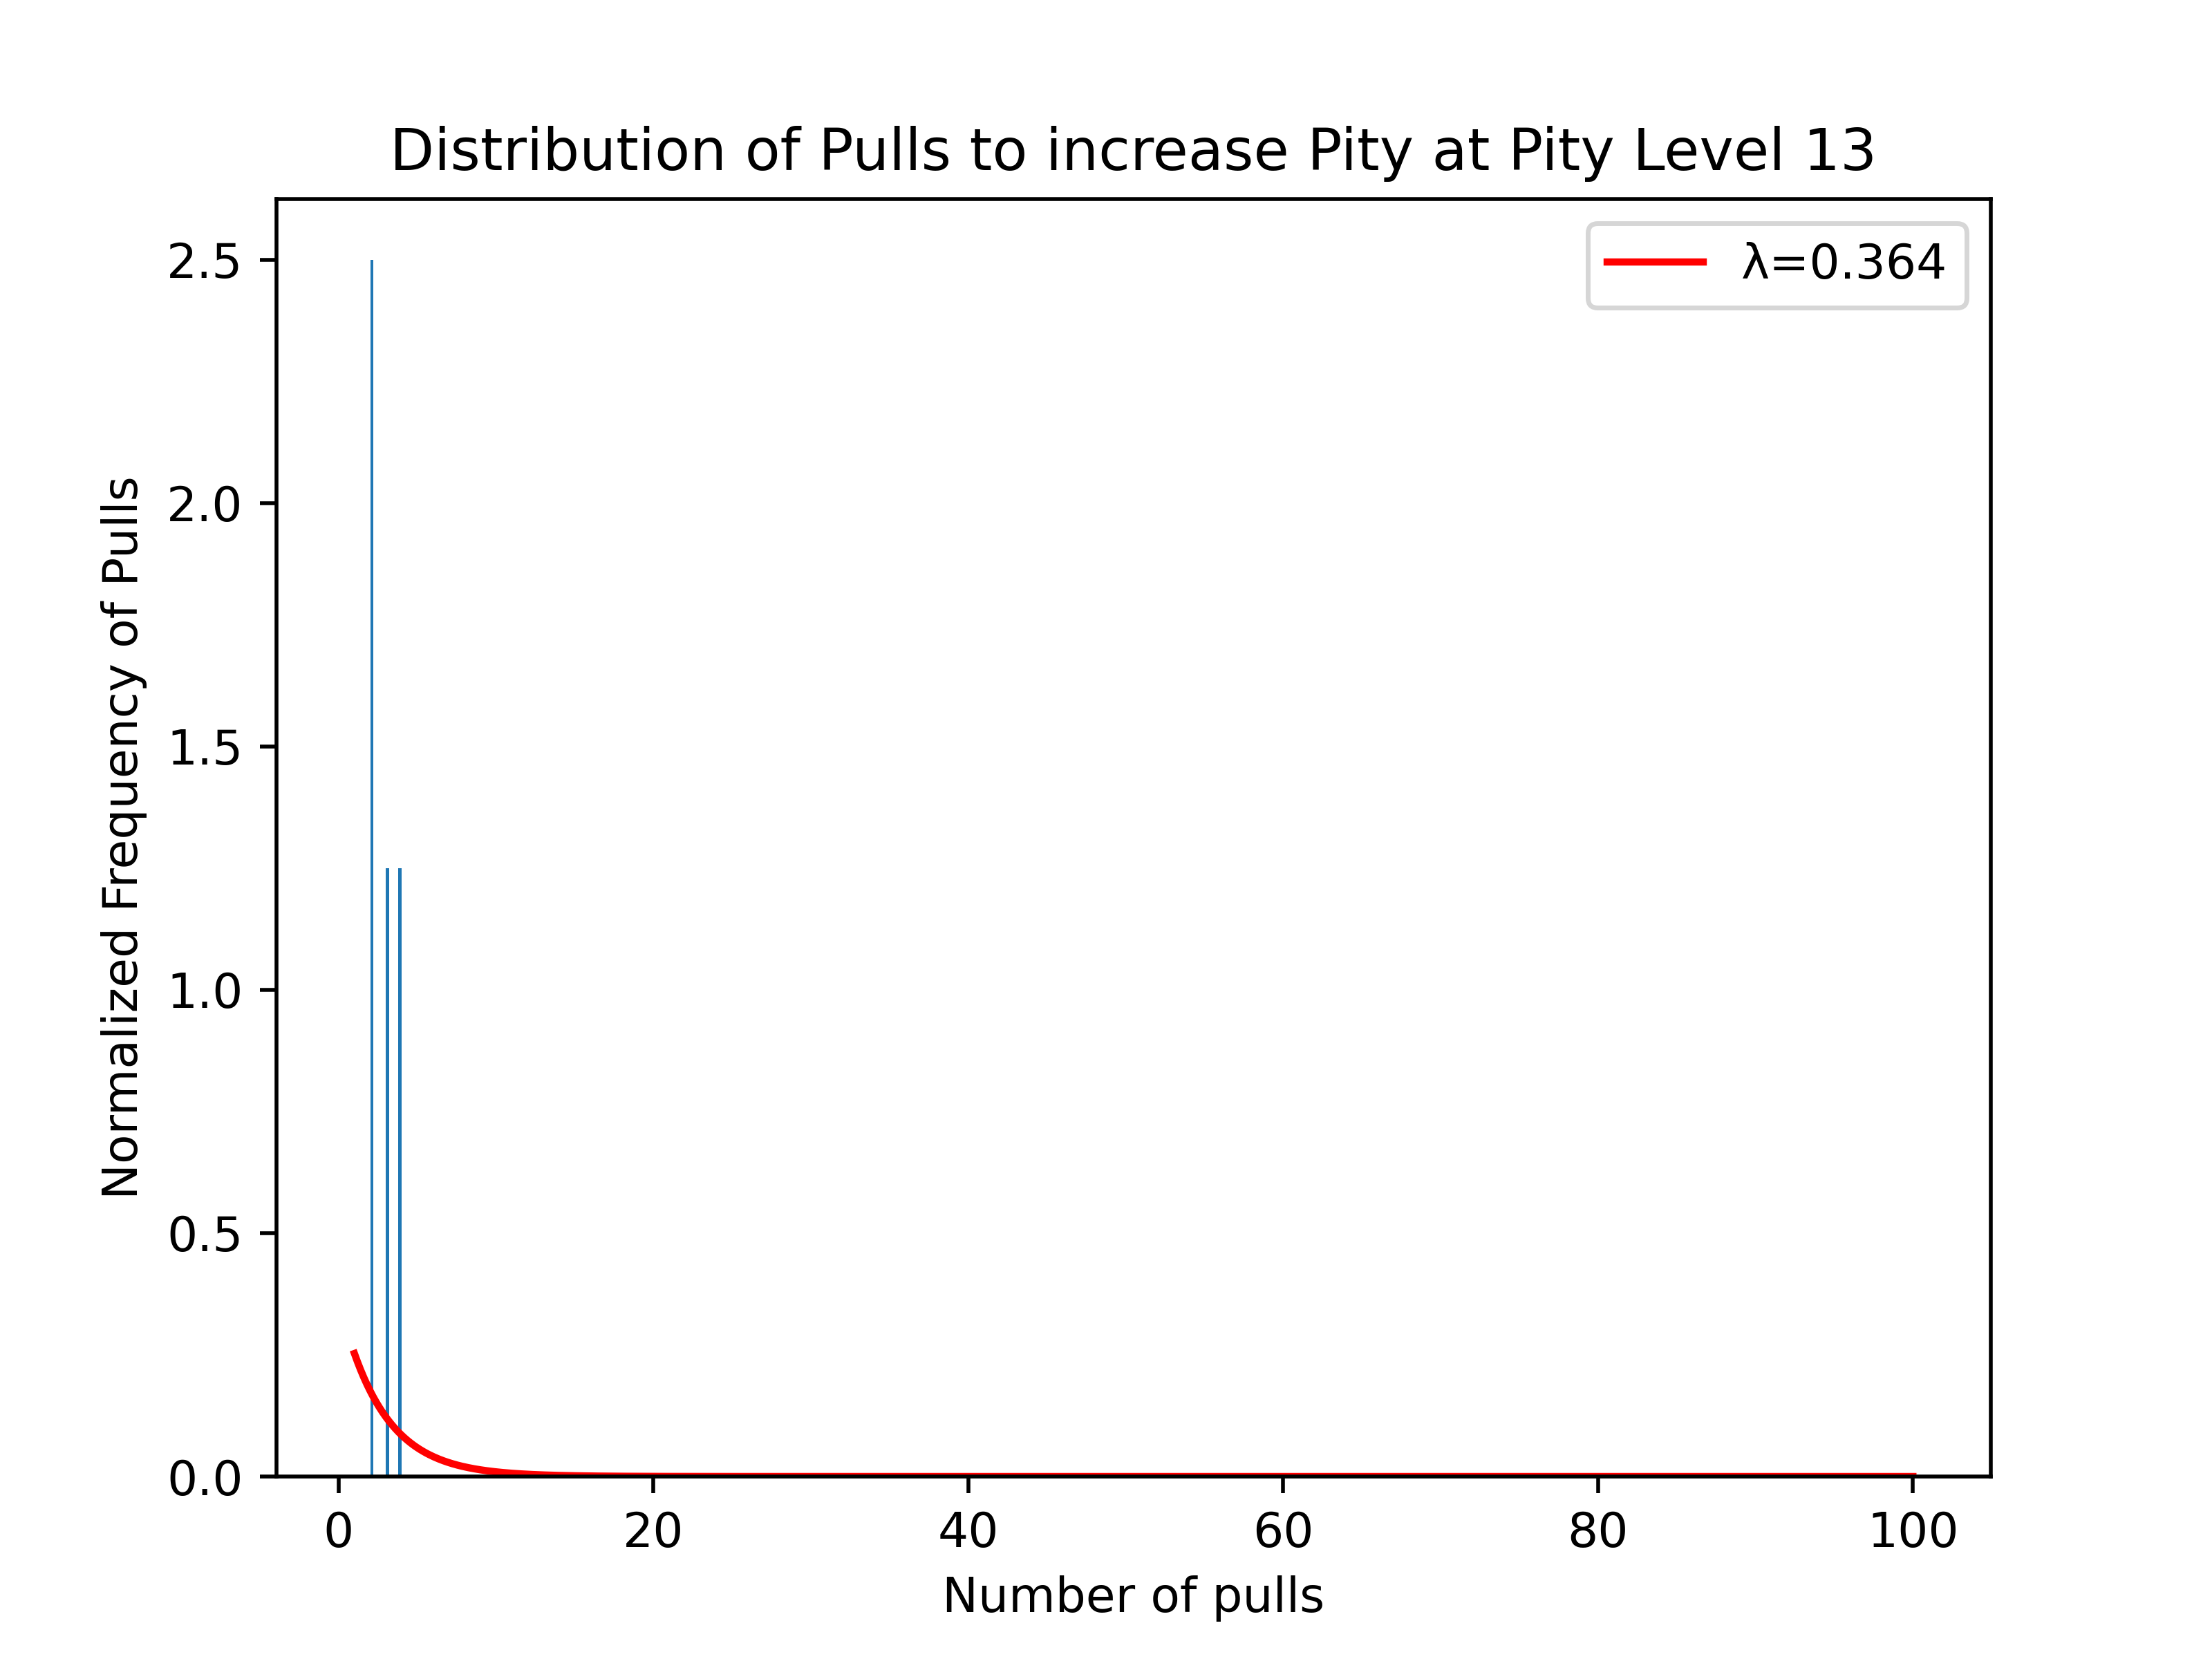 Distribution of Pulls to increase Pity at Pity Level 13
λ=0.364
Normalized Frequency of Pulls
2.5
2.0
1.5
1.0
0.5
0.0
0 20 40 60 80 100
Number of pulls